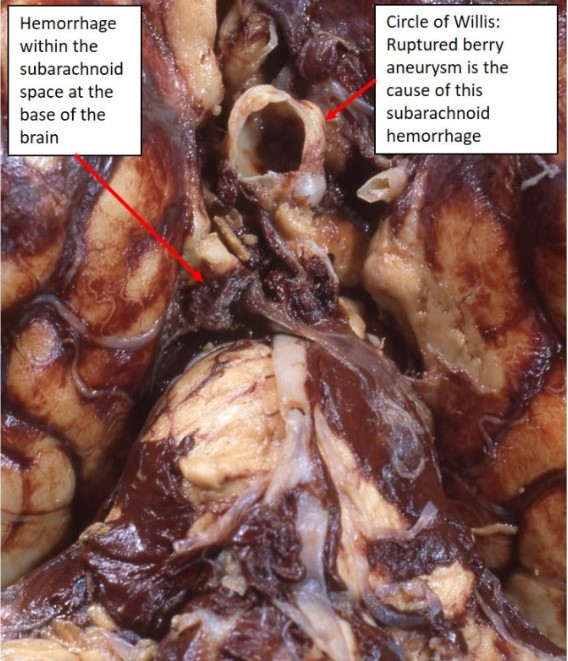 Hemorrhage
within the
subarachnoid
space at the
base of the
brain
Circle of Willis:
Ruptured berry
aneurysm is the
cause of this
subarachnoid
hemorrhage